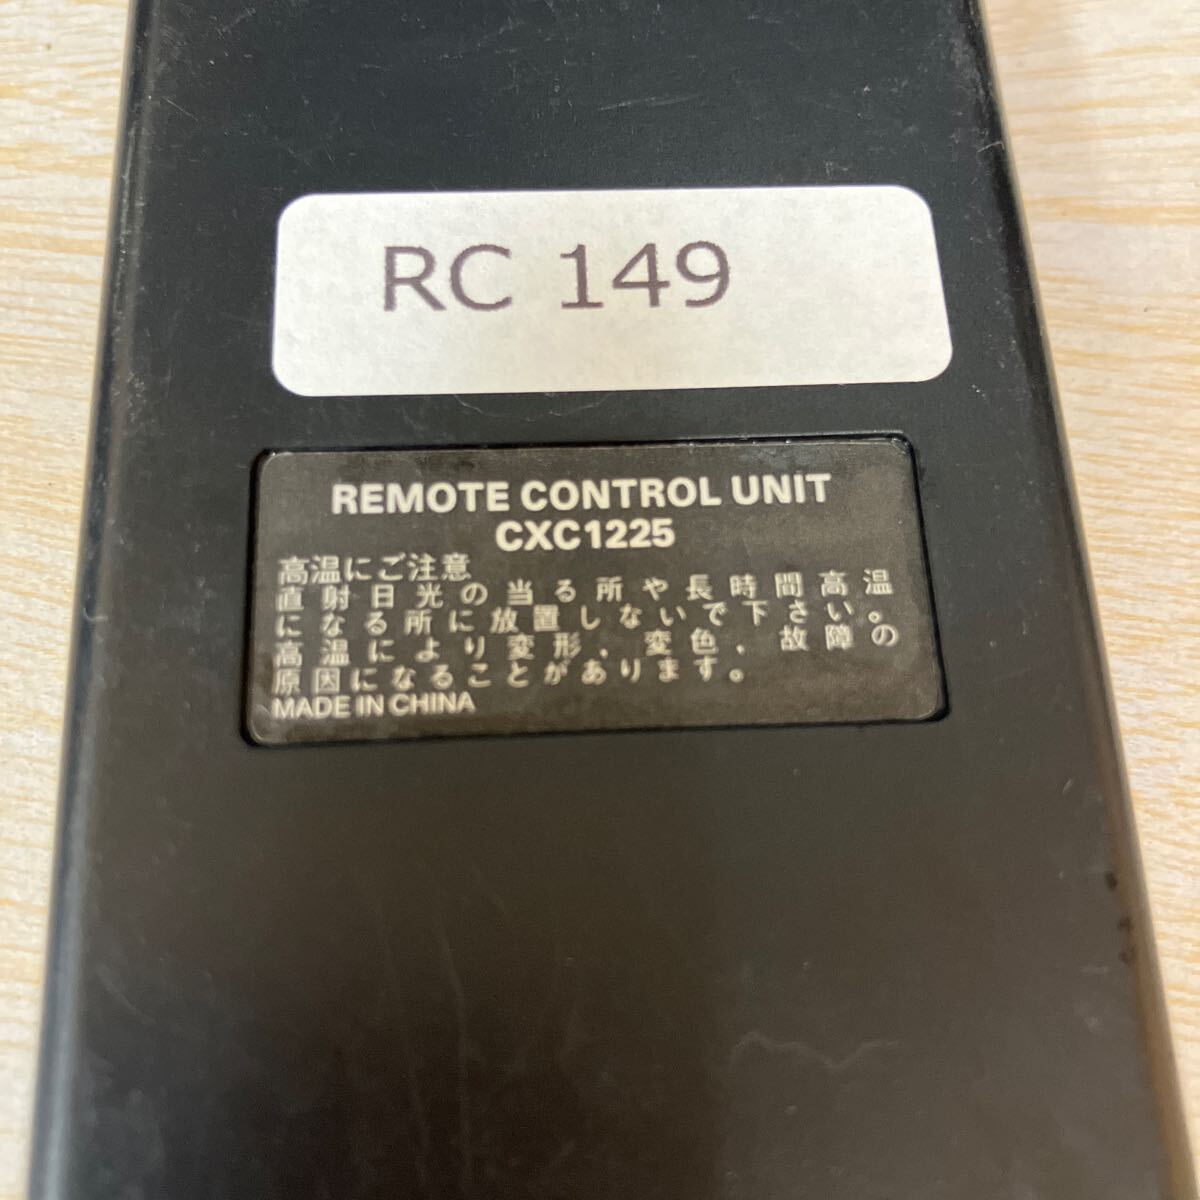 RC 149
REMOTE CONTROL UNIT
CXC1225
高温にご注意
直射日光の当る所や長時間高温
になる所に放置しないで下さい。
高温により変形、変色、故障の
原因になることがあります。
MADE IN CHINA